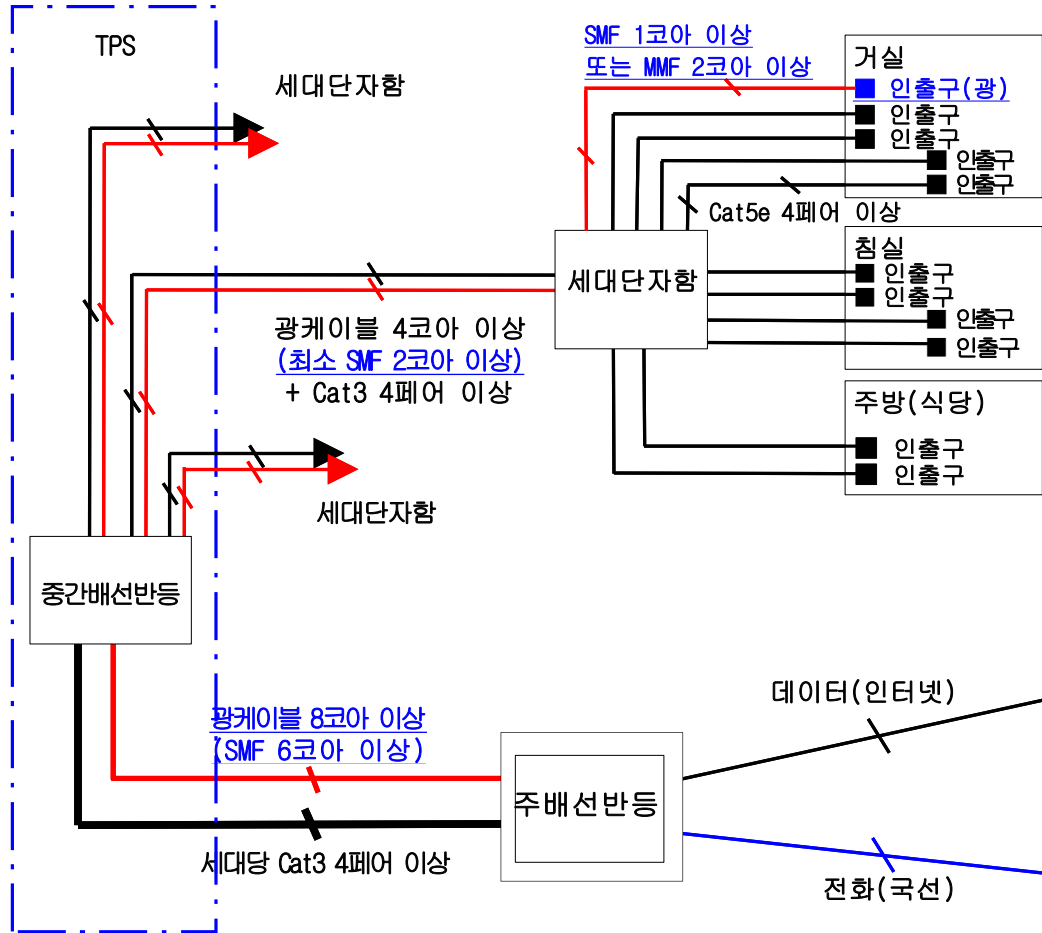 TPS
세대단자함
SMF 1코아 이상
또는 MMF 2코아 이상
거실
인출구(광)
인출구
인출구
인출구
인출구
Cat5e 4페어 이상
세대단자함
침실
인출구
인출구
인출구
인출구
광케이블 4코아 이상
(최소 SMF 2코아 이상)
+ Cat3 4페어 이상
주방(식당)
인출구
인출구
세대단자함
중간배선반등
광케이블 8코아 이상
(SMF 6코아 이상)
데이터(인터넷)
주배선반등
세대당 Cat3 4페어 이상
전화(국선)